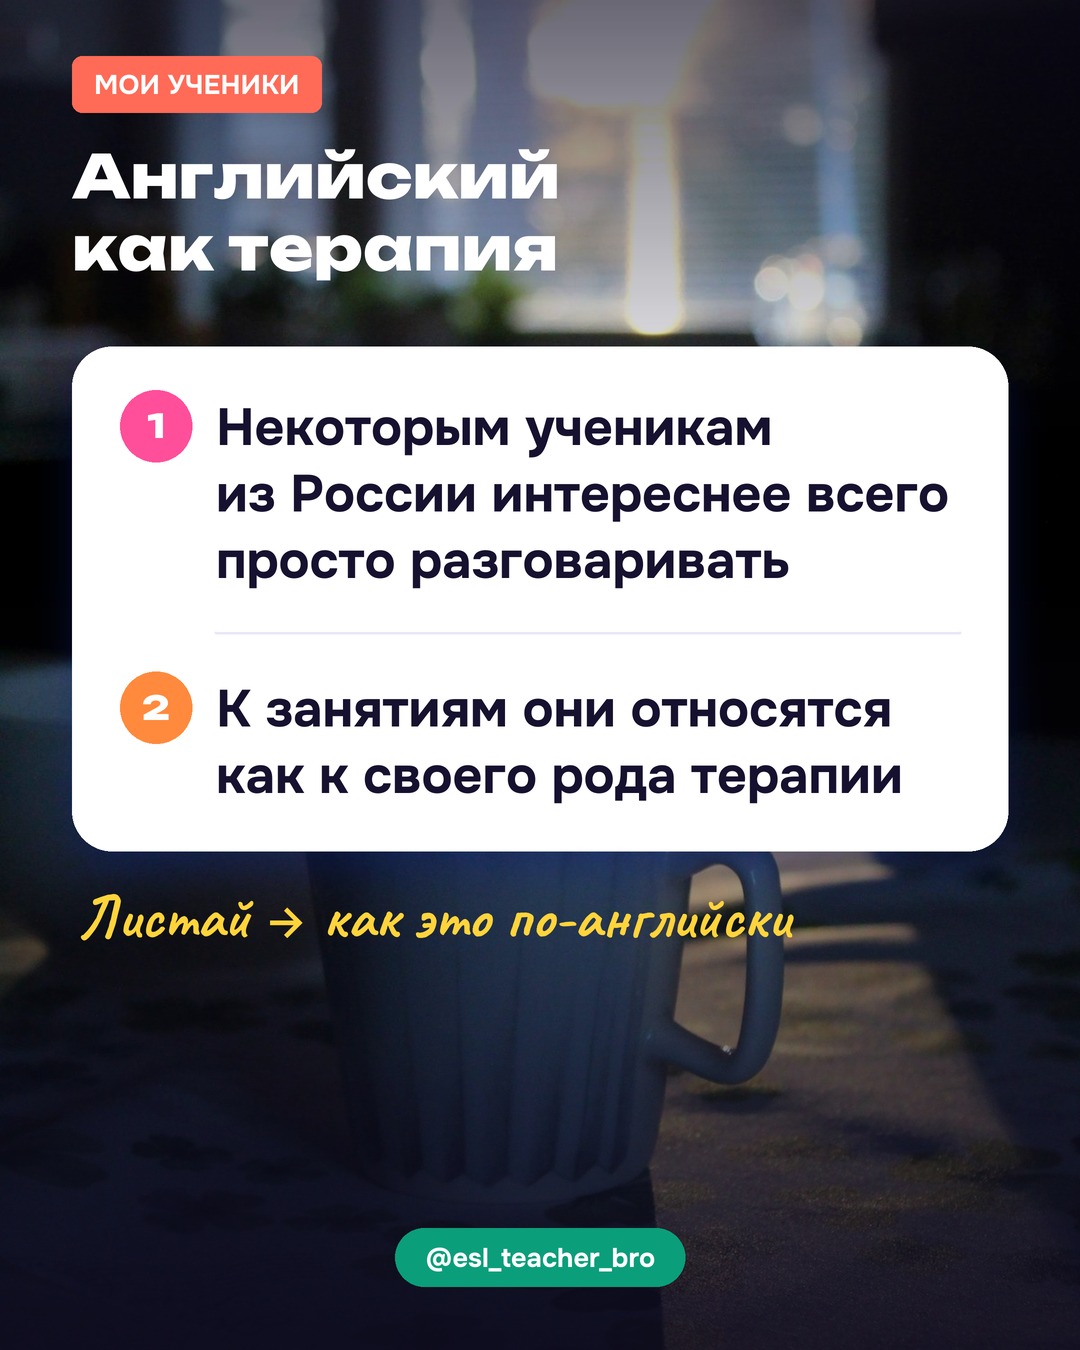 МОИ УЧЕНИКИ
Английский
как терапия
1
Некоторым ученикам
из России интереснее всего
просто разговаривать
2
К занятиям они относятся
как к своего рода терапии
Листай → как это по-английски
@esl_teacher_bro